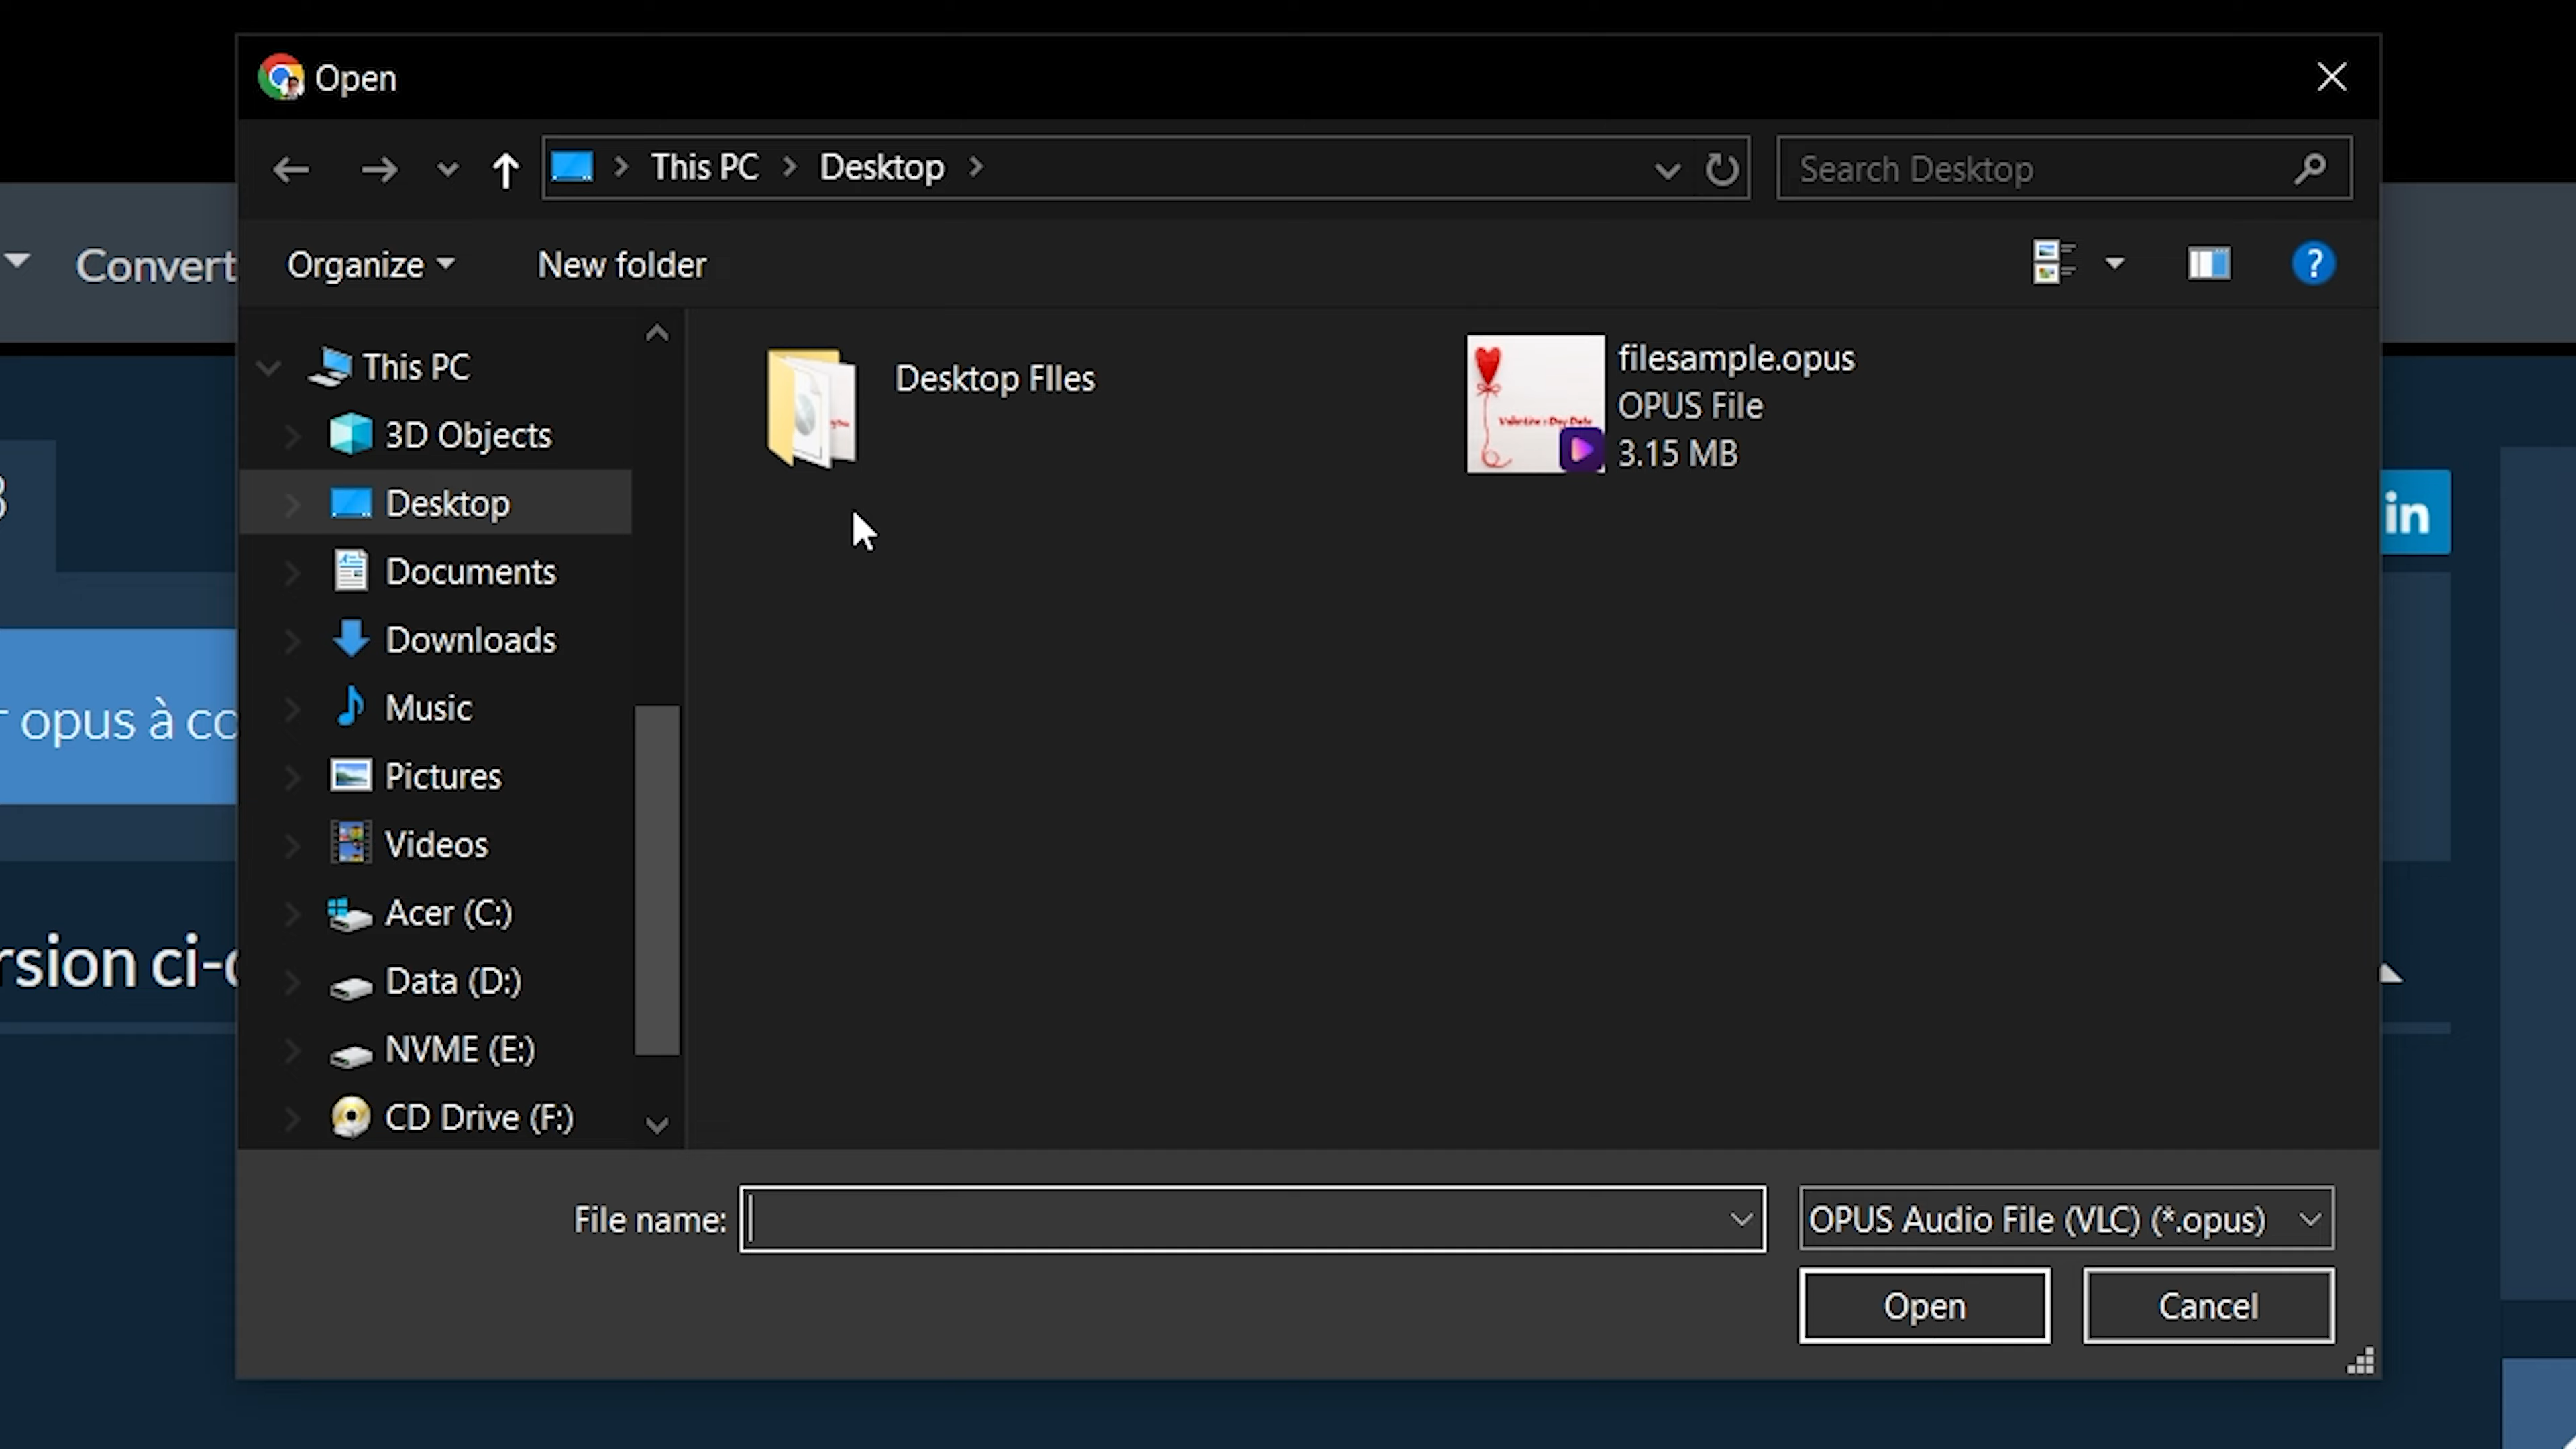 Open
This PC
Desktop
Search Desktop
Convert
Organize
New folder
This PC
3D Objects
Desktop
Documents
Downloads
Music
Pictures
Videos
Acer (C:)
Data (D:)
NVME (E:)
CD Drive (F:)
Desktop FIles
filesample.opus
OPUS File
3.15 MB
in
opus à co
rsion ci-d
File name:
OPUS Audio File (VLC) (*.opus)
Open
Cancel